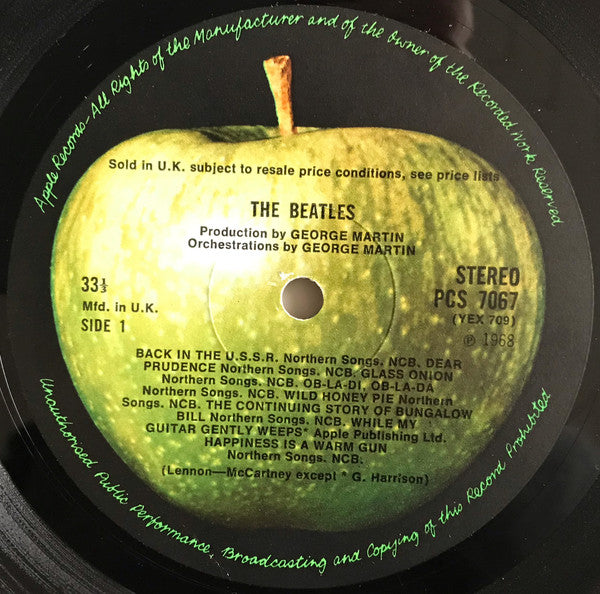 Apple Records-All Rights of the Manufacturer and of the Owner of the Recorded Work Reserved
Sold in U.K. subject to resale price conditions, see price lists
THE BEATLES
Production by GEORGE MARTIN
Orchestrations by GEORGE MARTIN
33⅓
Mfd. in U.K.
SIDE 1
STEREO
PCS 7067
(YEX 709)
℗ 1968
BACK IN THE U.S.S.R. Northern Songs. NCB. DEAR
PRUDENCE Northern Songs. NCB. GLASS ONION
Northern Songs. NCB. OB-LA-DI, OB-LA-DA
Northern Songs. NCB. WILD HONEY PIE Northern
Songs. NCB. THE CONTINUING STORY OF BUNGALOW
BILL Northern Songs. NCB. WHILE MY
GUITAR GENTLY WEEPS* Apple Publishing Ltd.
HAPPINESS IS A WARM GUN
Northern Songs. NCB.
(Lennon—McCartney except * G. Harrison)
Unauthorised Public Performance, Broadcasting and Copying of this Record Prohibited